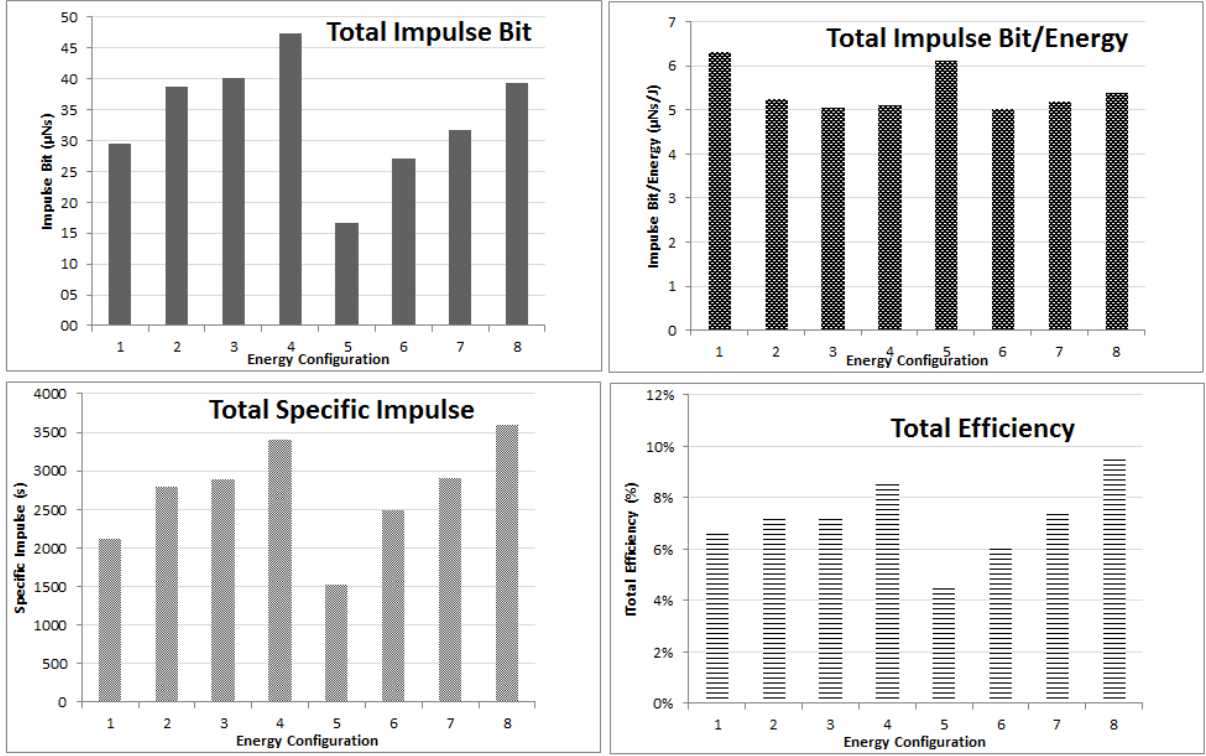 Total Impulse Bit
50
45
40
35
30
25
20
15
10
05
00
Impulse Bit (µNs)
1 2 3 4 5 6 7 8
Energy Configuration
Total Impulse Bit/Energy
7
6
5
4
3
2
1
0
Impulse Bit/Energy (µNs/J)
1 2 3 4 5 6 7 8
Energy Configuration
Total Specific Impulse
4000
3500
3000
2500
2000
1500
1000
500
0
Specific Impulse (s)
1 2 3 4 5 6 7 8
Energy Configuration
Total Efficiency
12%
10%
8%
6%
4%
2%
0%
lTotal Efficiency (%)
1 2 3 4 5 6 7 8
Energy Configuration